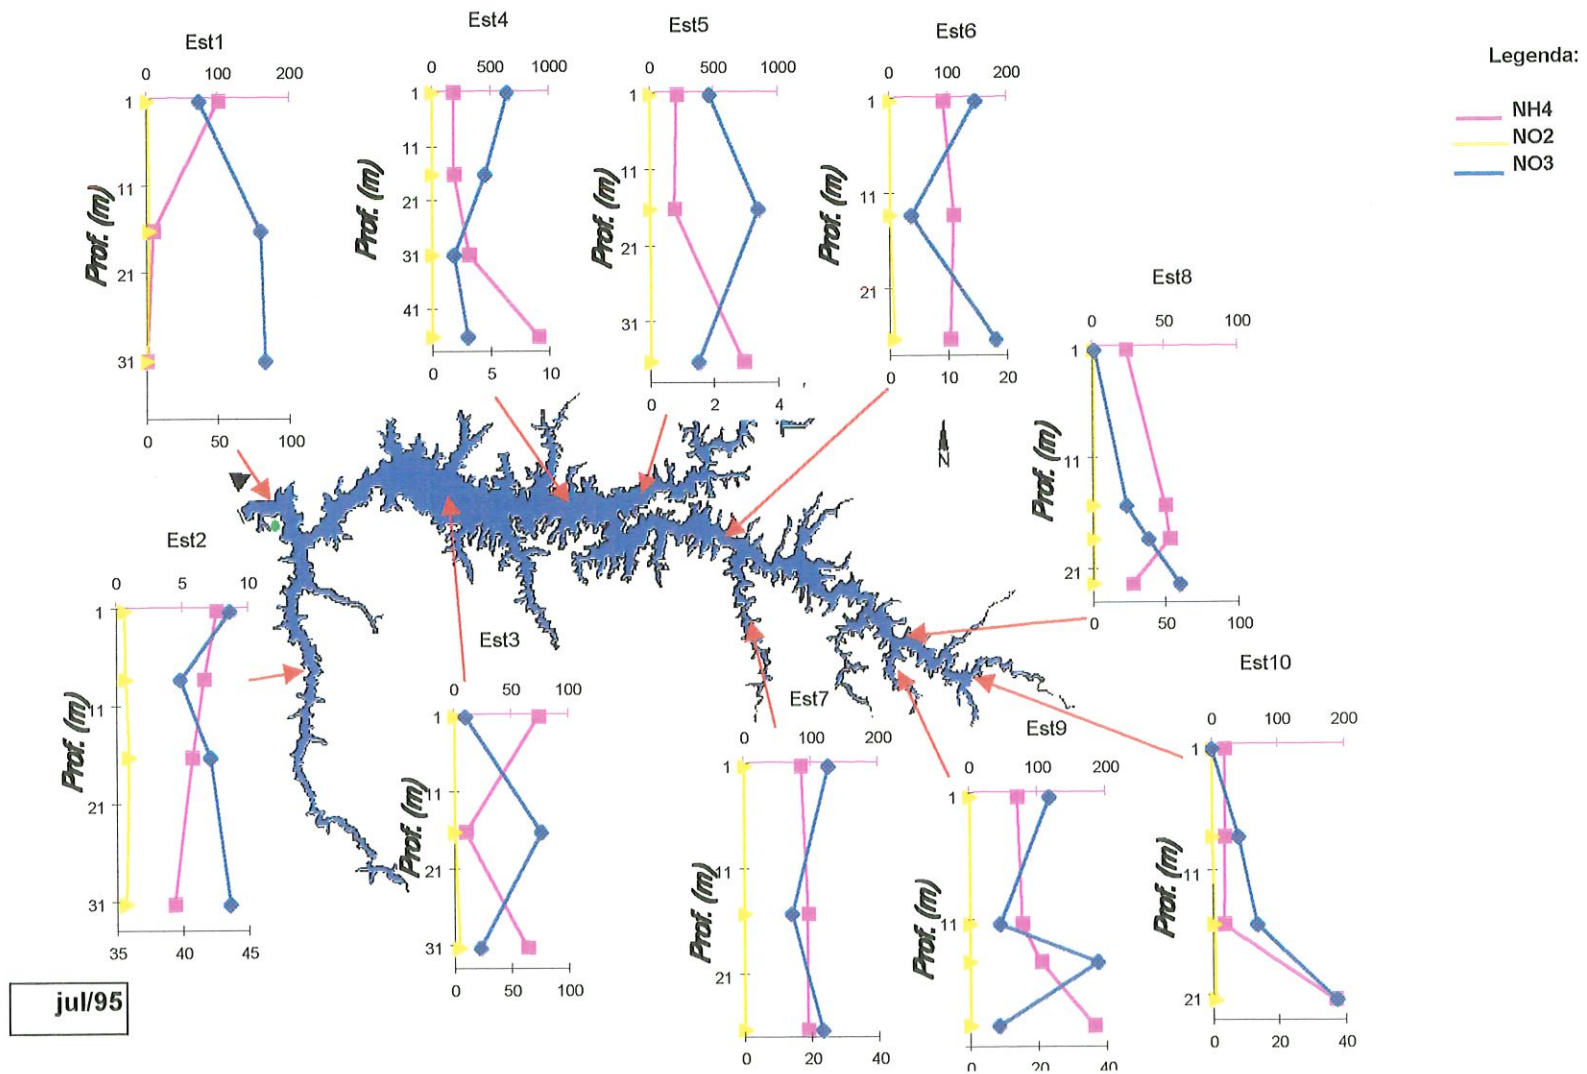 Est1
0 100 200
1
11
21
31
Prof. (m)
0 50 100
Est4
0 500 1000
1
11
21
31
41
Prof. (m)
0 5 10
Est5
0 500 1000
1
11
21
31
Prof. (m)
0 2 4
Est6
0 100 200
1
11
21
Prof. (m)
0 10 20
Legenda:
NH4
NO2
NO3
Est8
0 50 100
1
11
21
Prof. (m)
0 50 100
N
Est2
0 5 10
1
11
21
31
Prof. (m)
35 40 45
Est3
0 50 100
1
11
21
31
Prof. (m)
0 50 100
Est7
0 100 200
1
11
21
Prof. (m)
0 20 40
Est9
0 100 200
1
11
Prof. (m)
0 20 40
Est10
0 100 200
1
11
21
Prof. (m)
0 20 40
jul/95